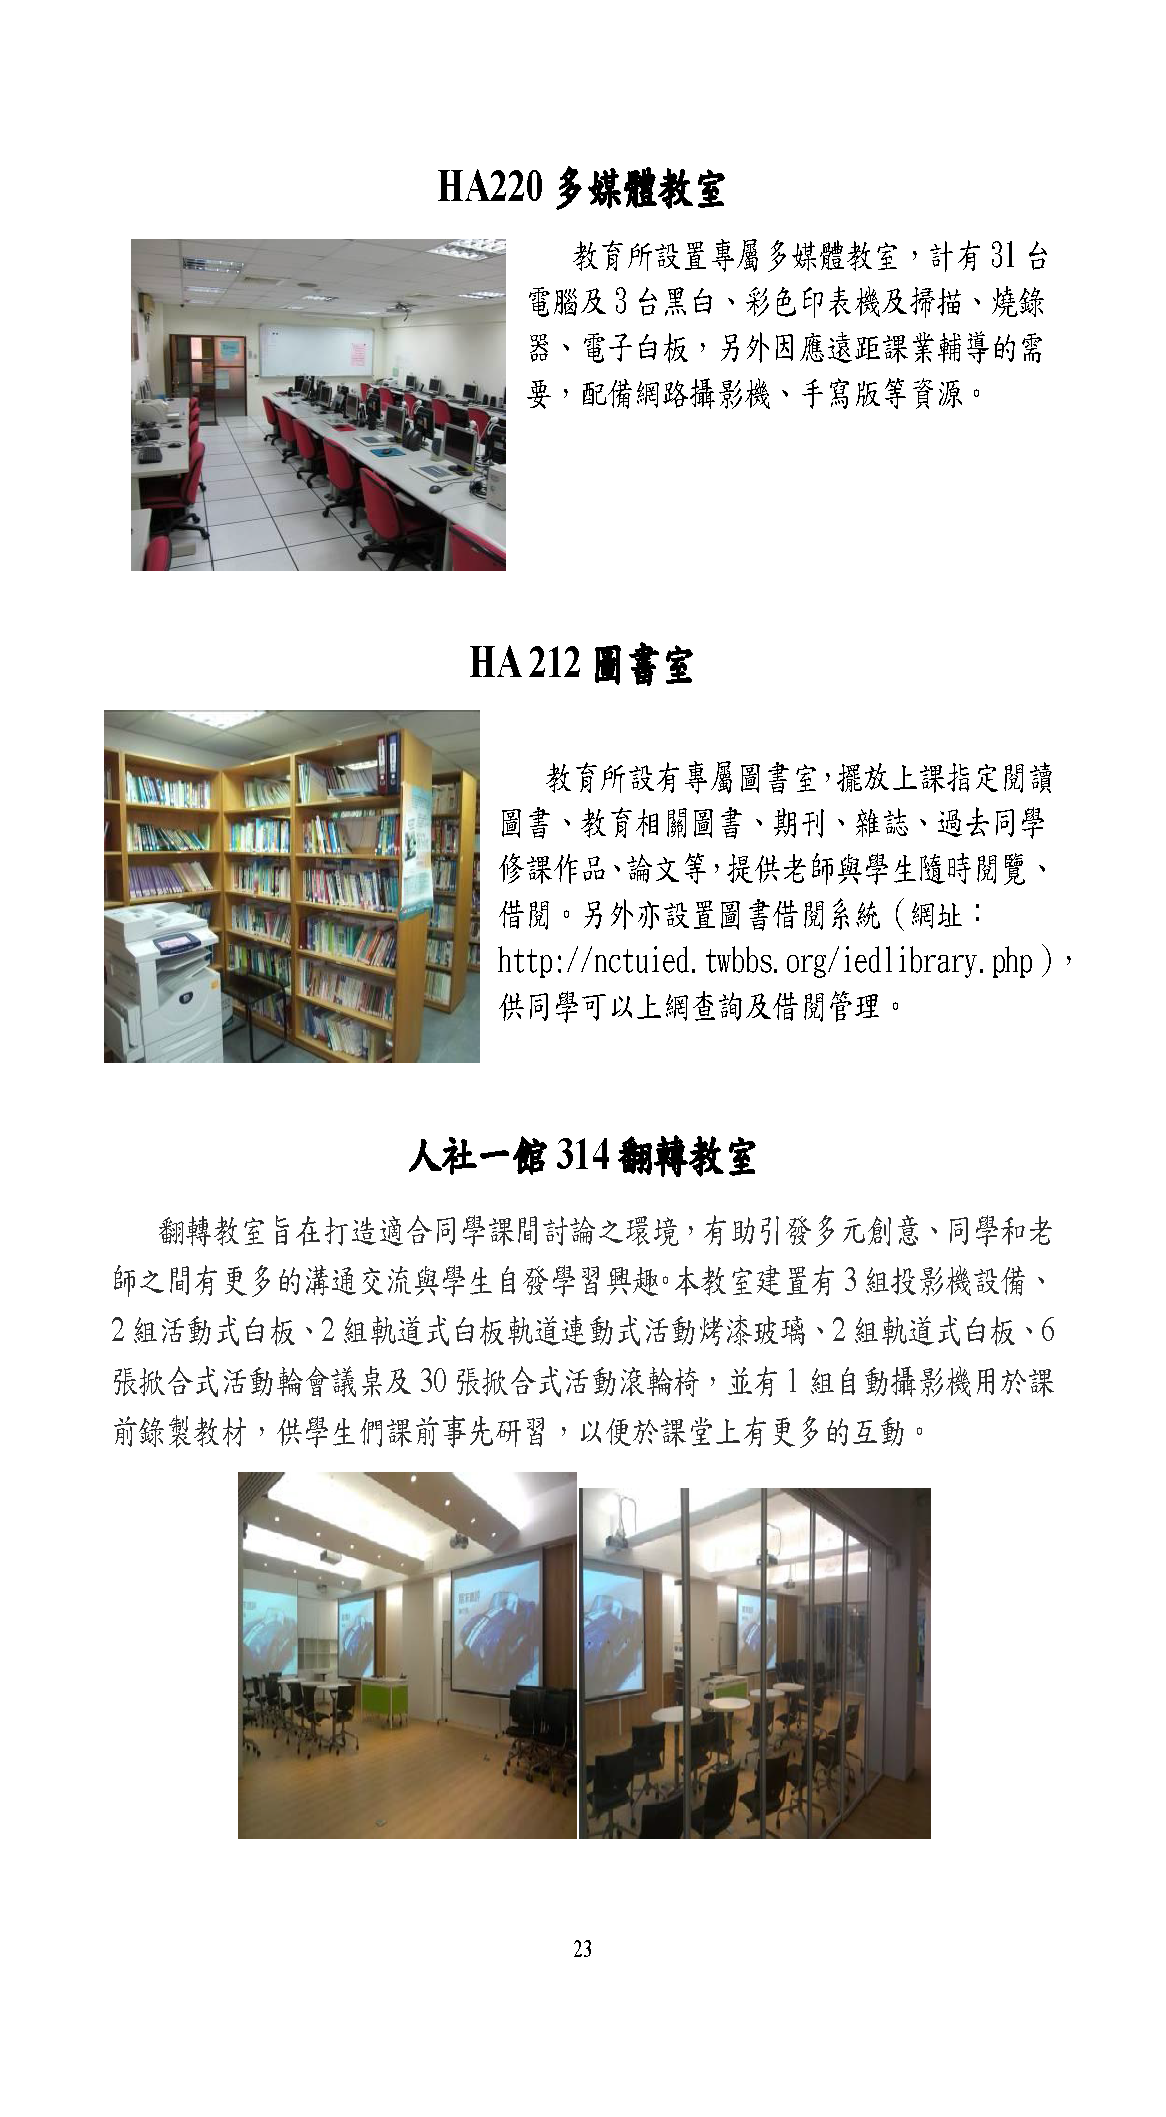 HA220 多媒體教室
教育所設置專屬多媒體教室，計有 31 台
電腦及 3 台黑白、彩色印表機及掃描、燒錄
器、電子白板，另外因應遠距課業輔導的需
要，配備網路攝影機、手寫版等資源。
HA 212 圖書室
教育所設有專屬圖書室，擺放上課指定閱讀
圖書、教育相關圖書、期刊、雜誌、過去同學
修課作品、論文等，提供老師與學生隨時閱覽、
借閱。另外亦設置圖書借閱系統（網址：
http://nctuied.twbbs.org/iedlibrary.php），
供同學可以上網查詢及借閱管理。
人社一館 314 翻轉教室
翻轉教室旨在打造適合同學課間討論之環境，有助引發多元創意、同學和老
師之間有更多的溝通交流與學生自發學習興趣。本教室建置有 3 組投影機設備、
2 組活動式白板、2 組軌道式白板軌道連動式活動烤漆玻璃、2 組軌道式白板、6
張掀合式活動輪會議桌及 30 張掀合式活動滾輪椅，並有 1 組自動攝影機用於課
前錄製教材，供學生們課前事先研習，以便於課堂上有更多的互動。
23